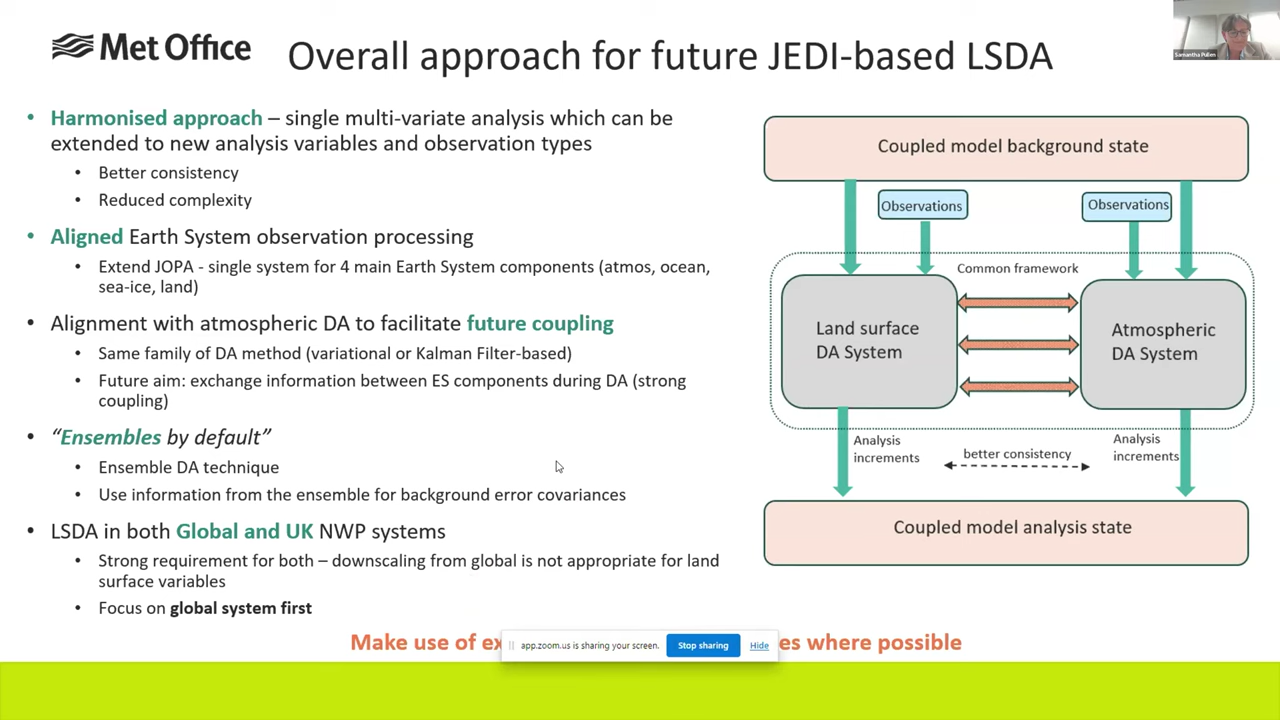 Met Office
Overall approach for future JEDI-based LSDA
Samantha Pullen
• Harmonised approach – single multi-variate analysis which can be
extended to new analysis variables and observation types
• Better consistency
• Reduced complexity
• Aligned Earth System observation processing
• Extend JOPA - single system for 4 main Earth System components (atmos, ocean,
sea-ice, land)
• Alignment with atmospheric DA to facilitate future coupling
• Same family of DA method (variational or Kalman Filter-based)
• Future aim: exchange information between ES components during DA (strong
coupling)
• “Ensembles by default”
• Ensemble DA technique
• Use information from the ensemble for background error covariances
• LSDA in both Global and UK NWP systems
• Strong requirement for both – downscaling from global is not appropriate for land
surface variables
• Focus on global system first
Coupled model background state
Observations
Observations
Common framework
Land surface
DA System
Atmospheric
DA System
Analysis
increments
better consistency
Analysis
increments
Coupled model analysis state
Make use of where possible
app.zoom.us is sharing your screen.
Stop sharing
Hide